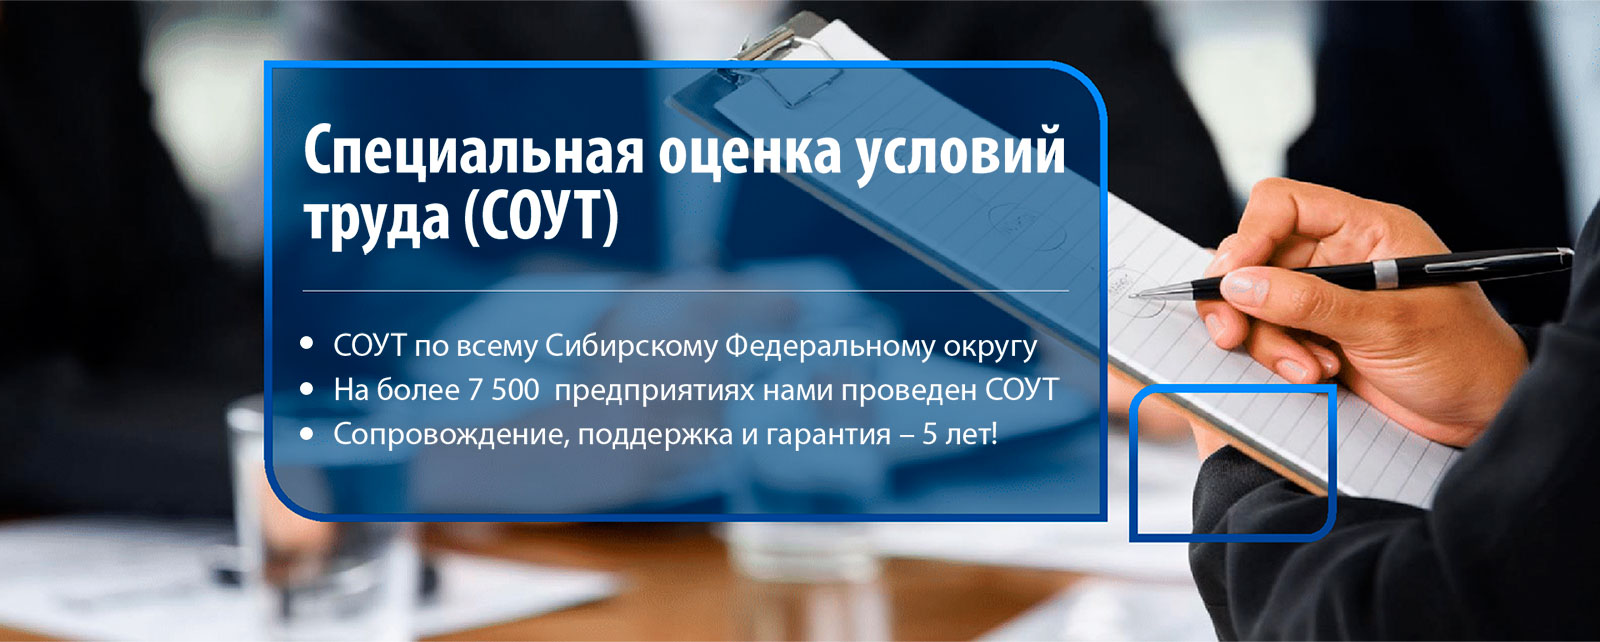 Специальная оценка условий
труда (СОУТ)
• СОУТ по всему Сибирскому Федеральному округу
• На более 7 500 предприятиях нами проведен СОУТ
• Сопровождение, поддержка и гарантия – 5 лет!